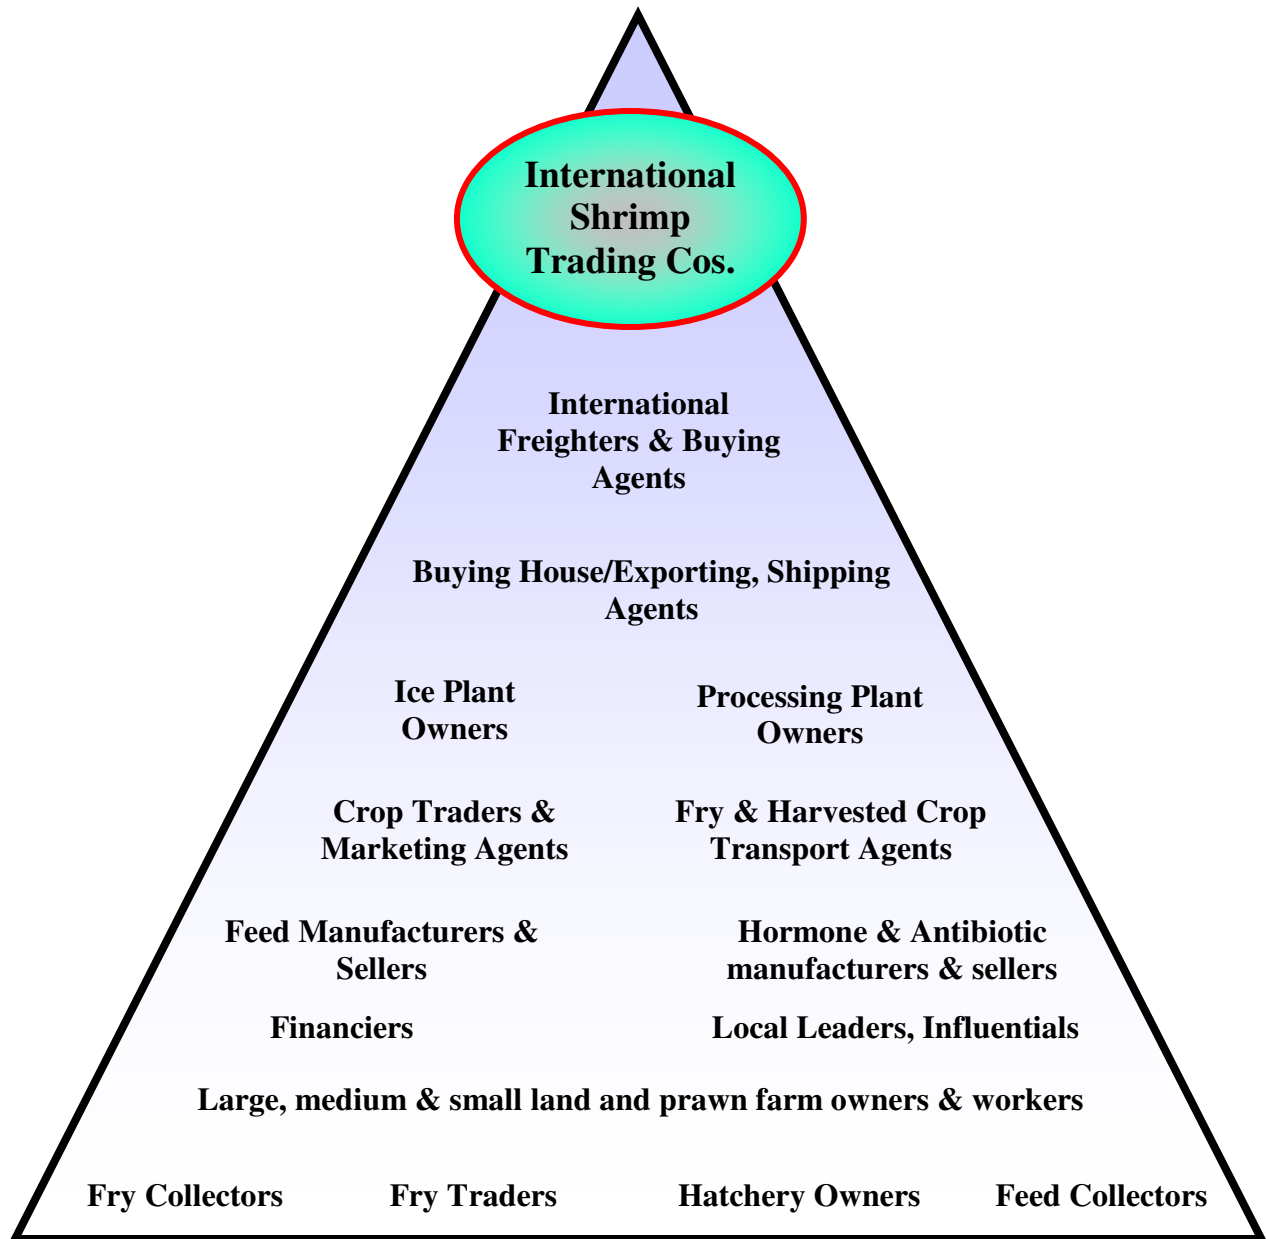 International
Shrimp
Trading Cos.
International
Freighters & Buying
Agents
Buying House/Exporting, Shipping
Agents
Ice Plant
Owners
Processing Plant
Owners
Crop Traders &
Marketing Agents
Fry & Harvested Crop
Transport Agents
Feed Manufacturers &
Sellers
Hormone & Antibiotic
manufacturers & sellers
Financiers
Local Leaders, Influentials
Large, medium & small land and prawn farm owners & workers
Fry Collectors
Fry Traders
Hatchery Owners
Feed Collectors